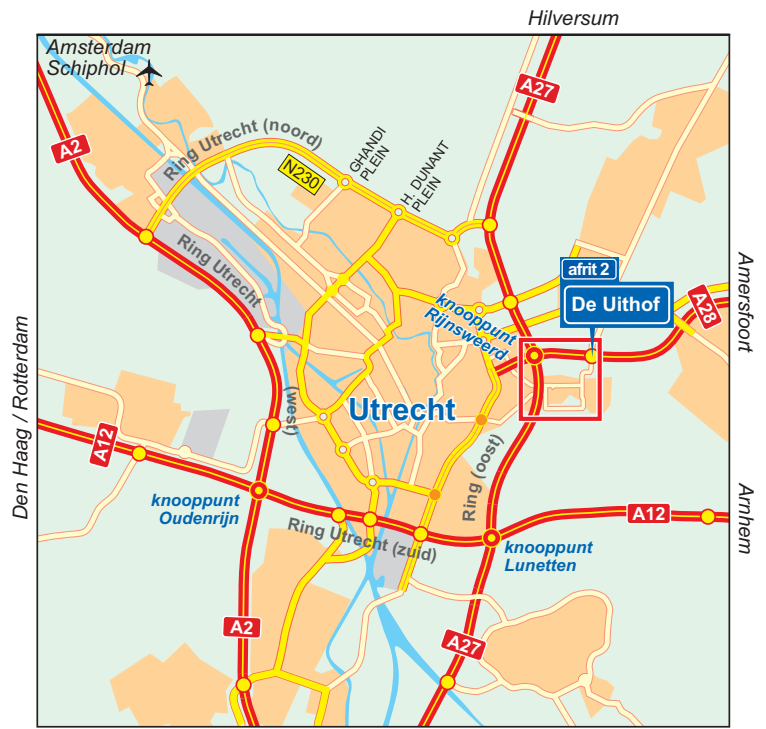 Hilversum
Amsterdam
Schiphol
A27
A2
Ring Utrecht (noord)
GHANDI
PLEIN
N230
H. DUNANT
PLEIN
Ring Utrecht
(west)
afrit 2
De Uithof
A28
Amersfoort
knooppunt
Rijnsweerd
Utrecht
Den Haag / Rotterdam
A12
knooppunt
Oudenrijn
Ring (oost)
Ring Utrecht (zuid)
A12
Arnhem
knooppunt
Lunetten
A2
A27